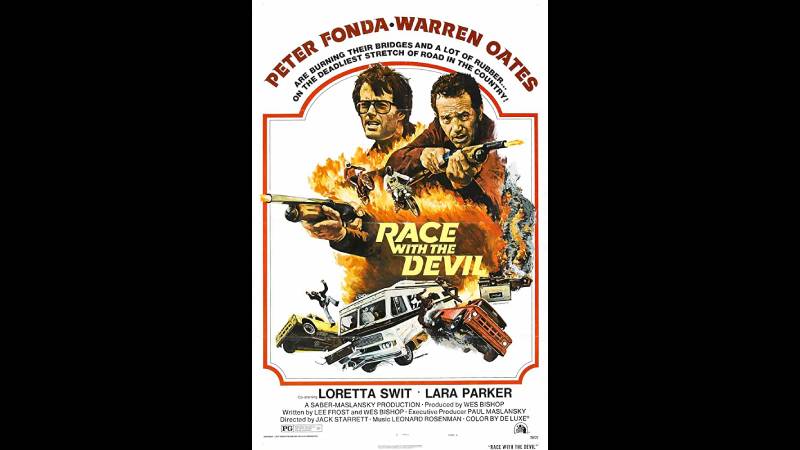 PETER FONDA • WARREN OATES
ARE BURNING THEIR BRIDGES AND A LOT OF RUBBER...
ON THE DEADLIEST STRETCH OF ROAD IN THE COUNTRY!
RACE
WITH THE
DEVIL
Co-starring LORETTA SWIT • LARA PARKER
A SABER-MASLANSKY PRODUCTION • Produced by WES BISHOP
Written by LEE FROST and WES BISHOP • Executive Producer PAUL MASLANSKY
Directed by JACK STARRETT • Music LEONARD ROSENMAN • COLOR BY DE LUXE®
PG
"RACE WITH THE DEVIL"